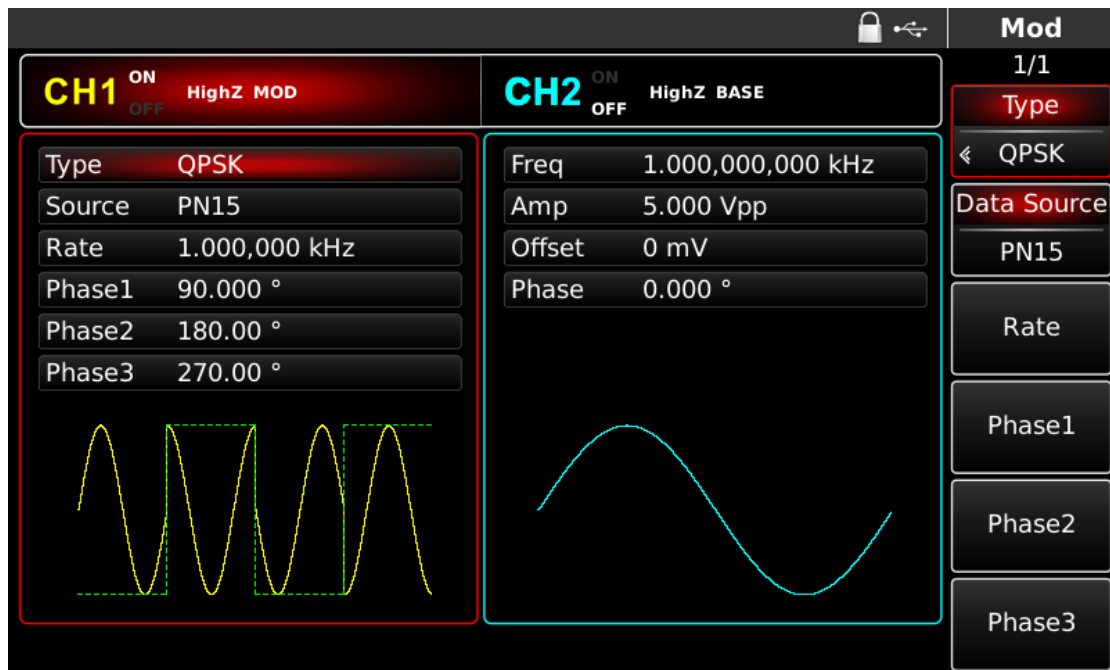 Mod
1/1
CH1 ON OFF HighZ MOD
CH2 ON OFF HighZ BASE
Type QPSK
Source PN15
Rate 1.000,000 kHz
Phase1 90.000 °
Phase2 180.00 °
Phase3 270.00 °
Freq 1.000,000,000 kHz
Amp 5.000 Vpp
Offset 0 mV
Phase 0.000 °
Type
QPSK
Data Source
PN15
Rate
Phase1
Phase2
Phase3